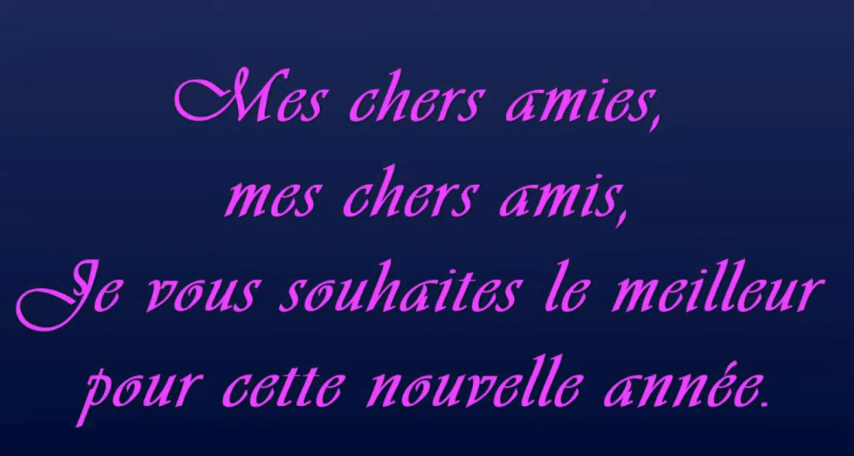 Mes chers amies,
mes chers amis,
Je vous souhaites le meilleur
pour cette nouvelle année.